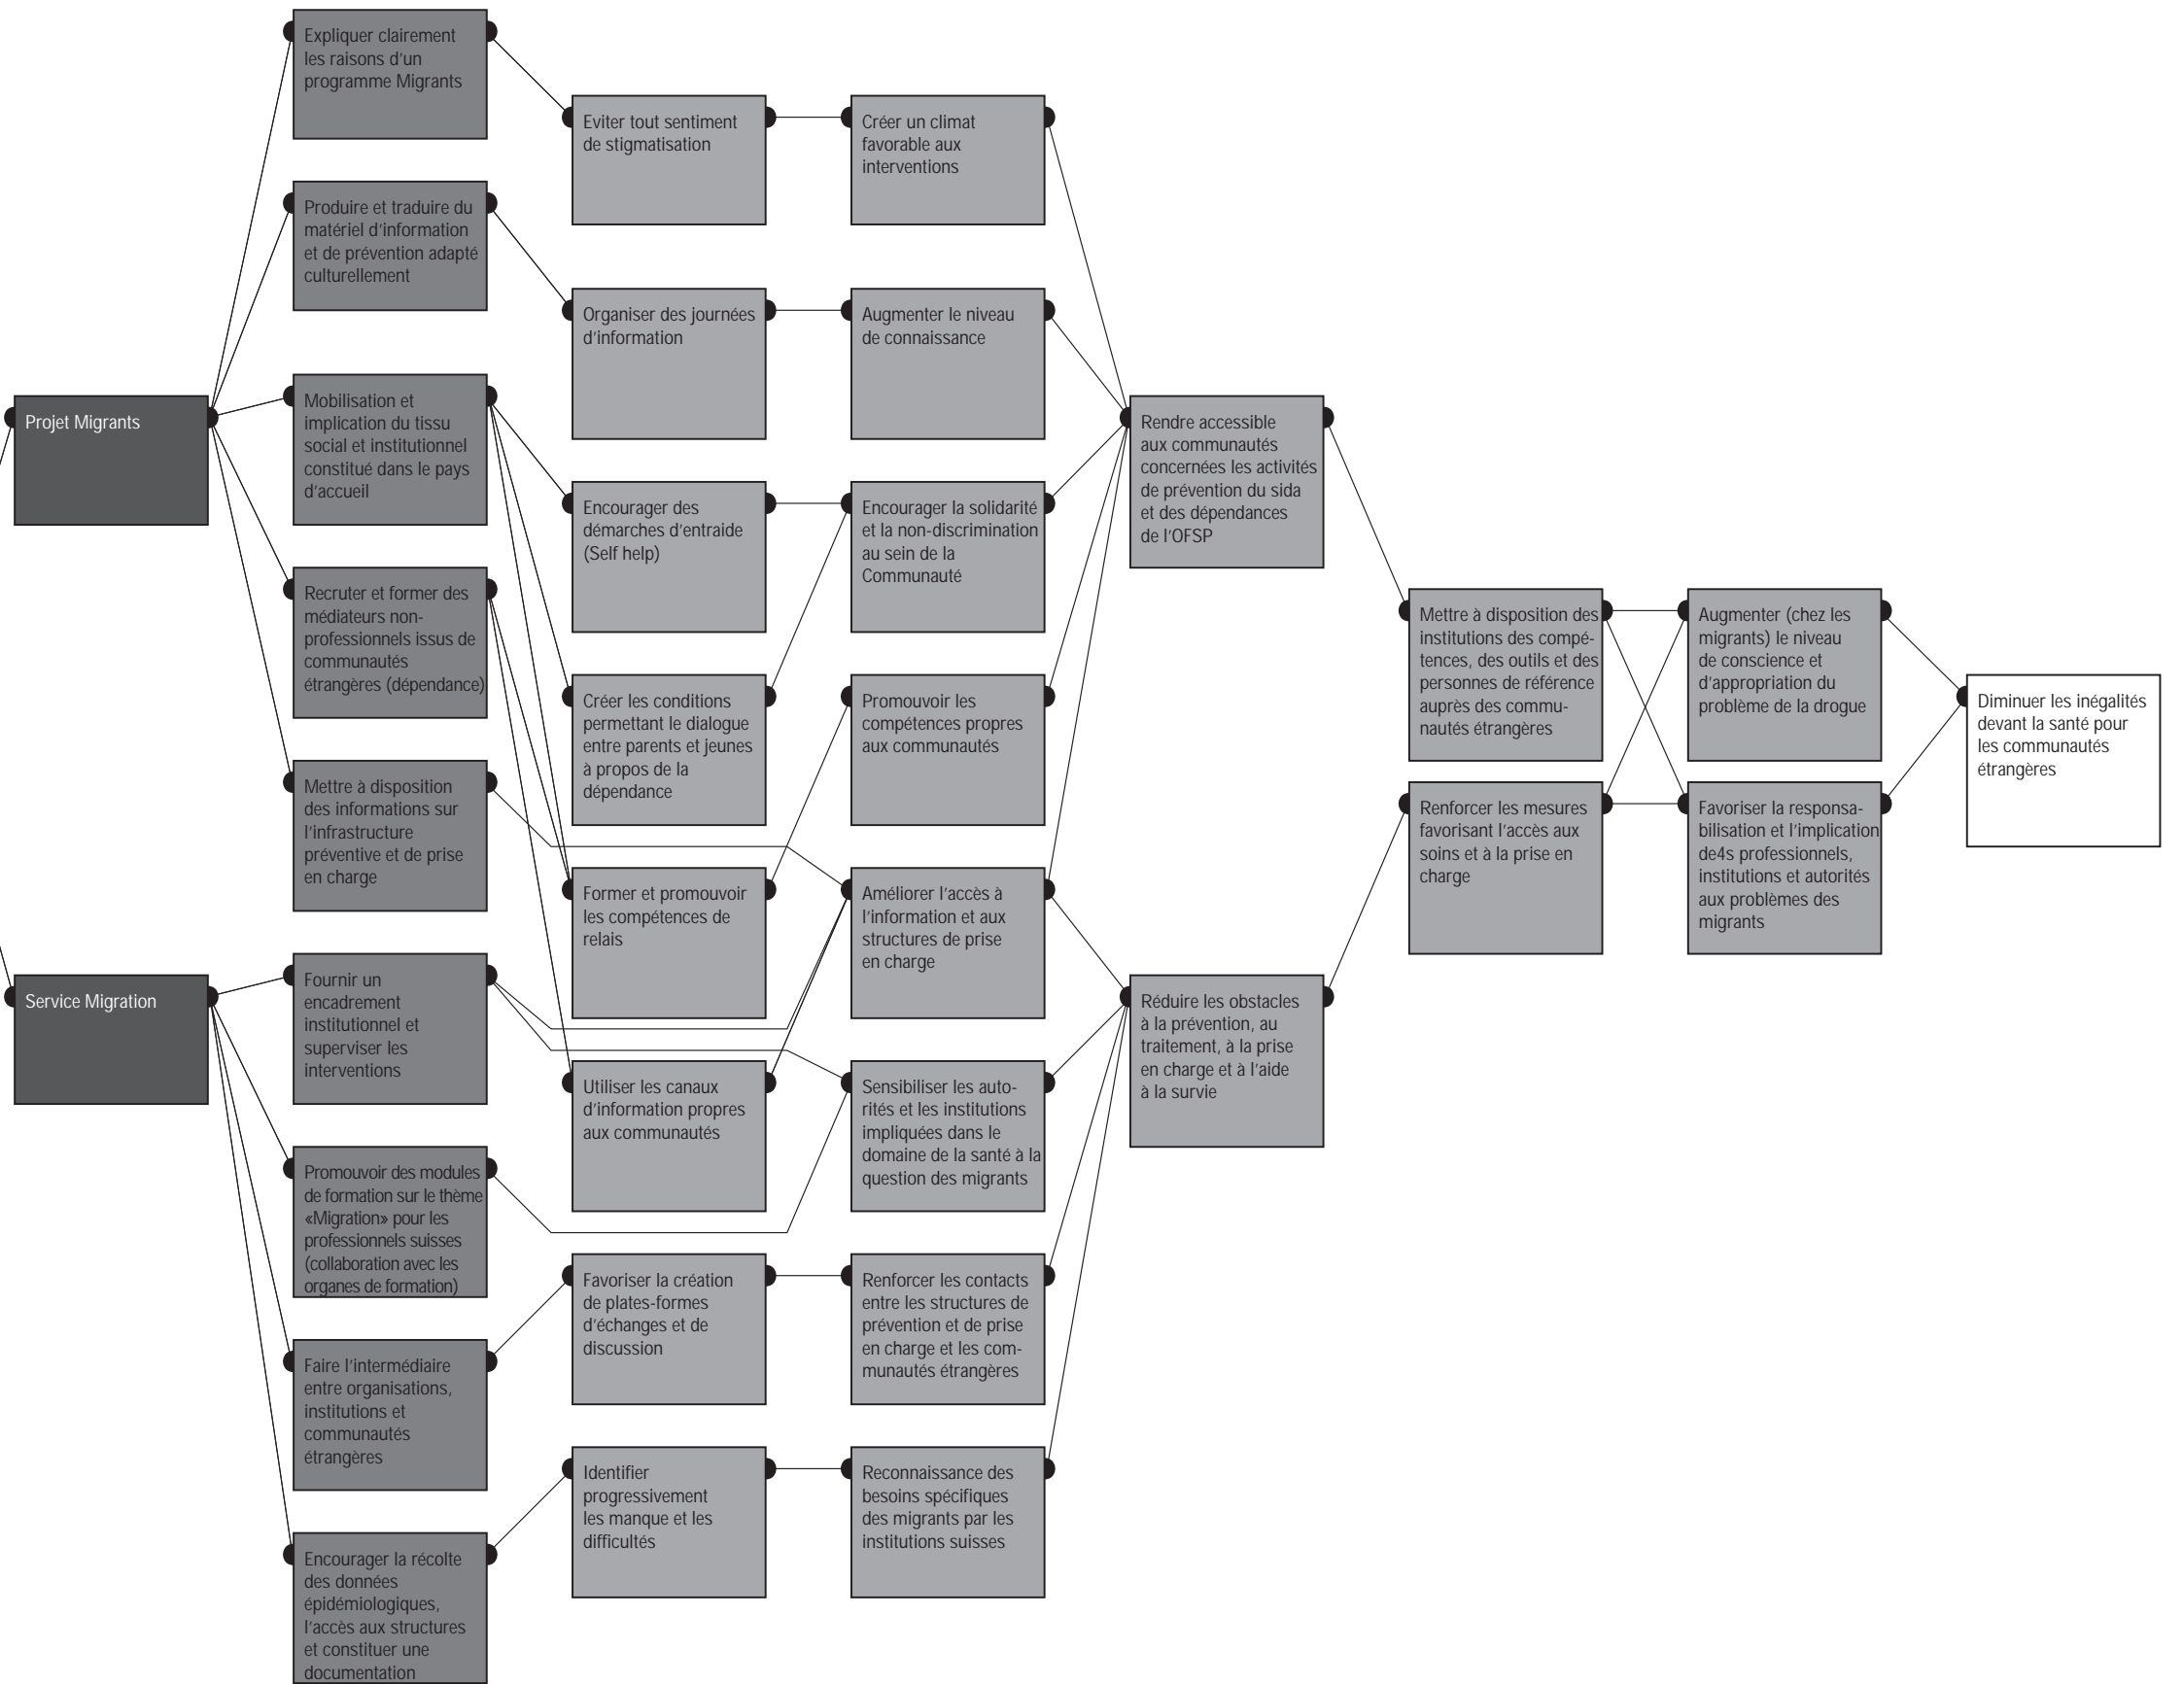 Expliquer clairement
les raisons d'un
programme Migrants
Produire et traduire du
matériel d'information
et de prévention adapté
culturellement
Projet Migrants
Mobilisation et
implication du tissu
social et institutionnel
constitué dans le pays
d'accueil
Recruter et former des
médiateurs non-
professionnels issus de
communautés
étrangères (dépendance)
Mettre à disposition
des informations sur
l'infrastructure
préventive et de prise
en charge
Service Migration
Fournir un
encadrement
institutionnel et
superviser les
interventions
Promouvoir des modules
de formation sur le thème
«Migration» pour les
professionnels suisses
(collaboration avec les
organes de formation)
Faire l'intermédiaire
entre organisations,
institutions et
communautés
étrangères
Encourager la récolte
des données
épidémiologiques,
l'accès aux structures
et constituer une
documentation
Eviter tout sentiment
de stigmatisation
Organiser des journées
d'information
Encourager des
démarches d'entraide
(Self help)
Créer les conditions
permettant le dialogue
entre parents et jeunes
à propos de la
dépendance
Former et promouvoir
les compétences de
relais
Utiliser les canaux
d'information propres
aux communautés
Favoriser la création
de plates-formes
d'échanges et de
discussion
Identifier
progressivement
les manque et les
difficultés
Créer un climat
favorable aux
interventions
Augmenter le niveau
de connaissance
Encourager la solidarité
et la non-discrimination
au sein de la
Communauté
Promouvoir les
compétences propres
aux communautés
Améliorer l'accès à
l'information et aux
structures de prise
en charge
Sensibiliser les auto-
rités et les institutions
impliquées dans le
domaine de la santé à la
question des migrants
Renforcer les contacts
entre les structures de
prévention et de prise
en charge et les com-
munautés étrangères
Reconnaissance des
besoins spécifiques
des migrants par les
institutions suisses
Rendre accessible
aux communautés
concernées les activités
de prévention du sida
et des dépendances
de l'OFSP
Réduire les obstacles
à la prévention, au
traitement, à la prise
en charge et à l'aide
à la survie
Mettre à disposition des
institutions des compé-
tences, des outils et des
personnes de référence
auprès des commu-
nautés étrangères
Renforcer les mesures
favorisant l'accès aux
soins et à la prise en
charge
Augmenter (chez les
migrants) le niveau
de conscience et
d'appropriation du
problème de la drogue
Favoriser la responsa-
bilisation et l'implication
de4s professionnels,
institutions et autorités
aux problèmes des
migrants
Diminuer les inégalités
devant la santé pour
les communautés
étrangères